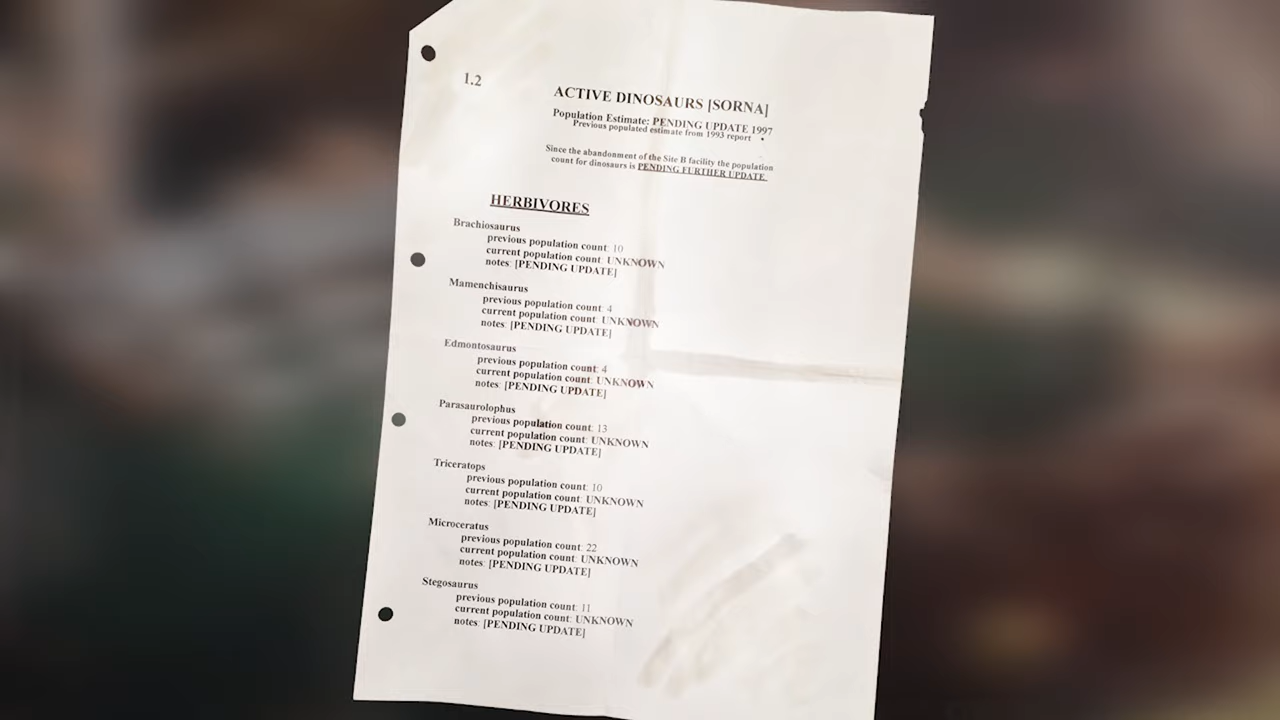 1.2
ACTIVE DINOSAURS [SORNA]
Population Estimate: PENDING UPDATE 1997
Previous populated estimate from 1993 report
Since the abandonment of the Site B facility the population
count for dinosaurs is PENDING FURTHER UPDATE.
HERBIVORES
Brachiosaurus
previous population count: 10
current population count: UNKNOWN
notes: [PENDING UPDATE]
Mamenchisaurus
previous population count: 4
current population count: UNKNOWN
notes: [PENDING UPDATE]
Edmontosaurus
previous population count: 4
current population count: UNKNOWN
notes: [PENDING UPDATE]
Parasaurolophus
previous population count: 13
current population count: UNKNOWN
notes: [PENDING UPDATE]
Triceratops
previous population count: 10
current population count: UNKNOWN
notes: [PENDING UPDATE]
Microceratus
previous population count: 22
current population count: UNKNOWN
notes: [PENDING UPDATE]
Stegosaurus
previous population count: 11
current population count: UNKNOWN
notes: [PENDING UPDATE]